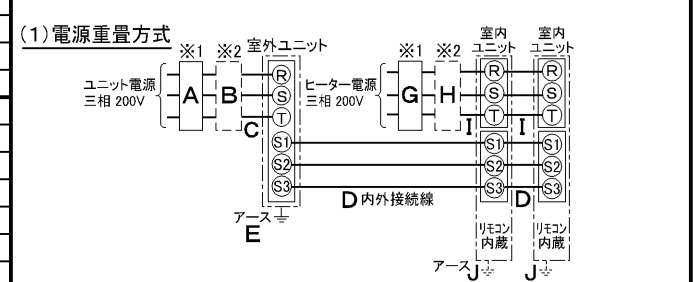 (1)電源重畳方式
※1 ※2 室外ユニット
※1 ※2
室内
ユニット
室内
ユニット
ユニット電源
三相 200V
A B
R
S
T
C
S1
S2
S3
ヒーター電源
三相 200V
G H
R
S
T
I
S1
S2
S3
R
S
T
I
S1
S2
S3
D 内外接続線
D
アース
E
リモコン
内蔵
リモコン
内蔵
アース J
J